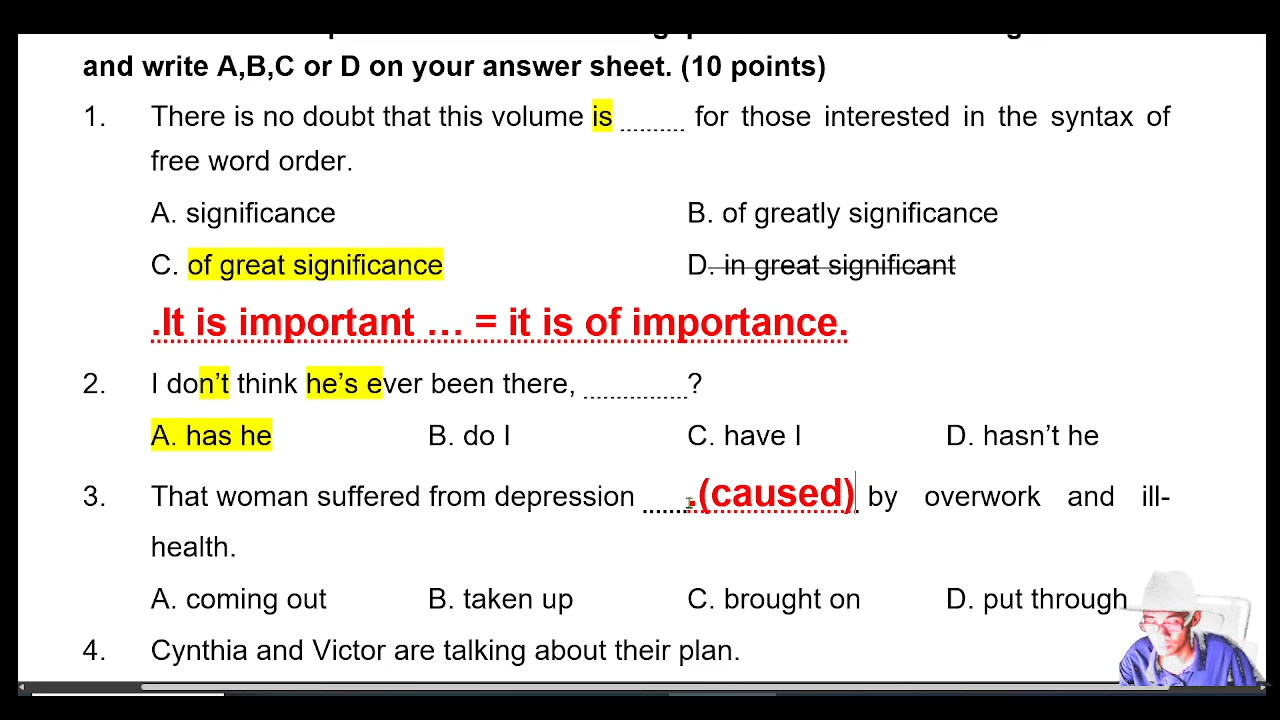 and write A,B,C or D on your answer sheet. (10 points)
1. There is no doubt that this volume is ......... for those interested in the syntax of
free word order.
A. significance B. of greatly significance
C. of great significance D. in great significant
.It is important … = it is of importance.
2. I don’t think he’s ever been there, ..............?
A. has he B. do I C. have I D. hasn’t he
3. That woman suffered from depression ......(caused). by overwork and ill-
health.
A. coming out B. taken up C. brought on D. put through
4. Cynthia and Victor are talking about their plan.